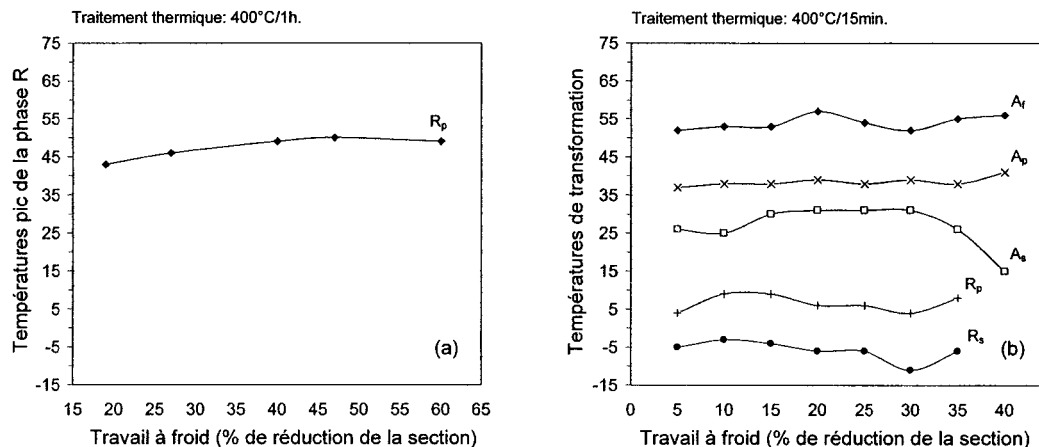 Traitement thermique: 400°C/1h.
Températures pic de la phase R
75
65
55
45
35
25
15
5
-5
-15
Rₚ
(a)
15 20 25 30 35 40 45 50 55 60 65
Travail à froid (% de réduction de la section)
Traitement thermique: 400°C/15min.
Températures de transformation
75
65
55
45
35
25
15
5
-5
-15
A_f
Aₚ
Aₛ
Rₚ
Rₛ
(b)
0 5 10 15 20 25 30 35 40
Travail à froid (% de réduction de la section)